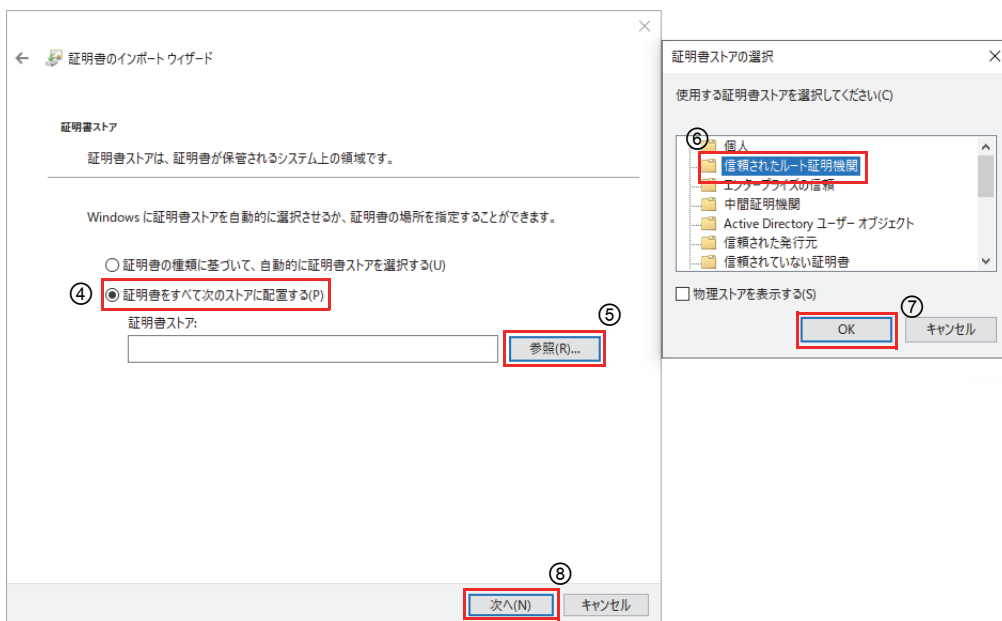 証明書のインポート ウィザード
証明書ストア
証明書ストアは、証明書が保管されるシステム上の領域です。
Windows に証明書ストアを自動的に選択させるか、証明書の場所を指定することができます。
証明書の種類に基づいて、自動的に証明書ストアを選択する(U)
④ 証明書をすべて次のストアに配置する(P)
証明書ストア:
⑤
参照(R)...
⑧
次へ(N) キャンセル
証明書ストアの選択
使用する証明書ストアを選択してください(C)
⑥
個人
信頼されたルート証明機関
エンタープライズの信頼
中間証明機関
Active Directory ユーザー オブジェクト
信頼された発行元
信頼されていない証明書
物理ストアを表示する(S)
⑦
OK キャンセル